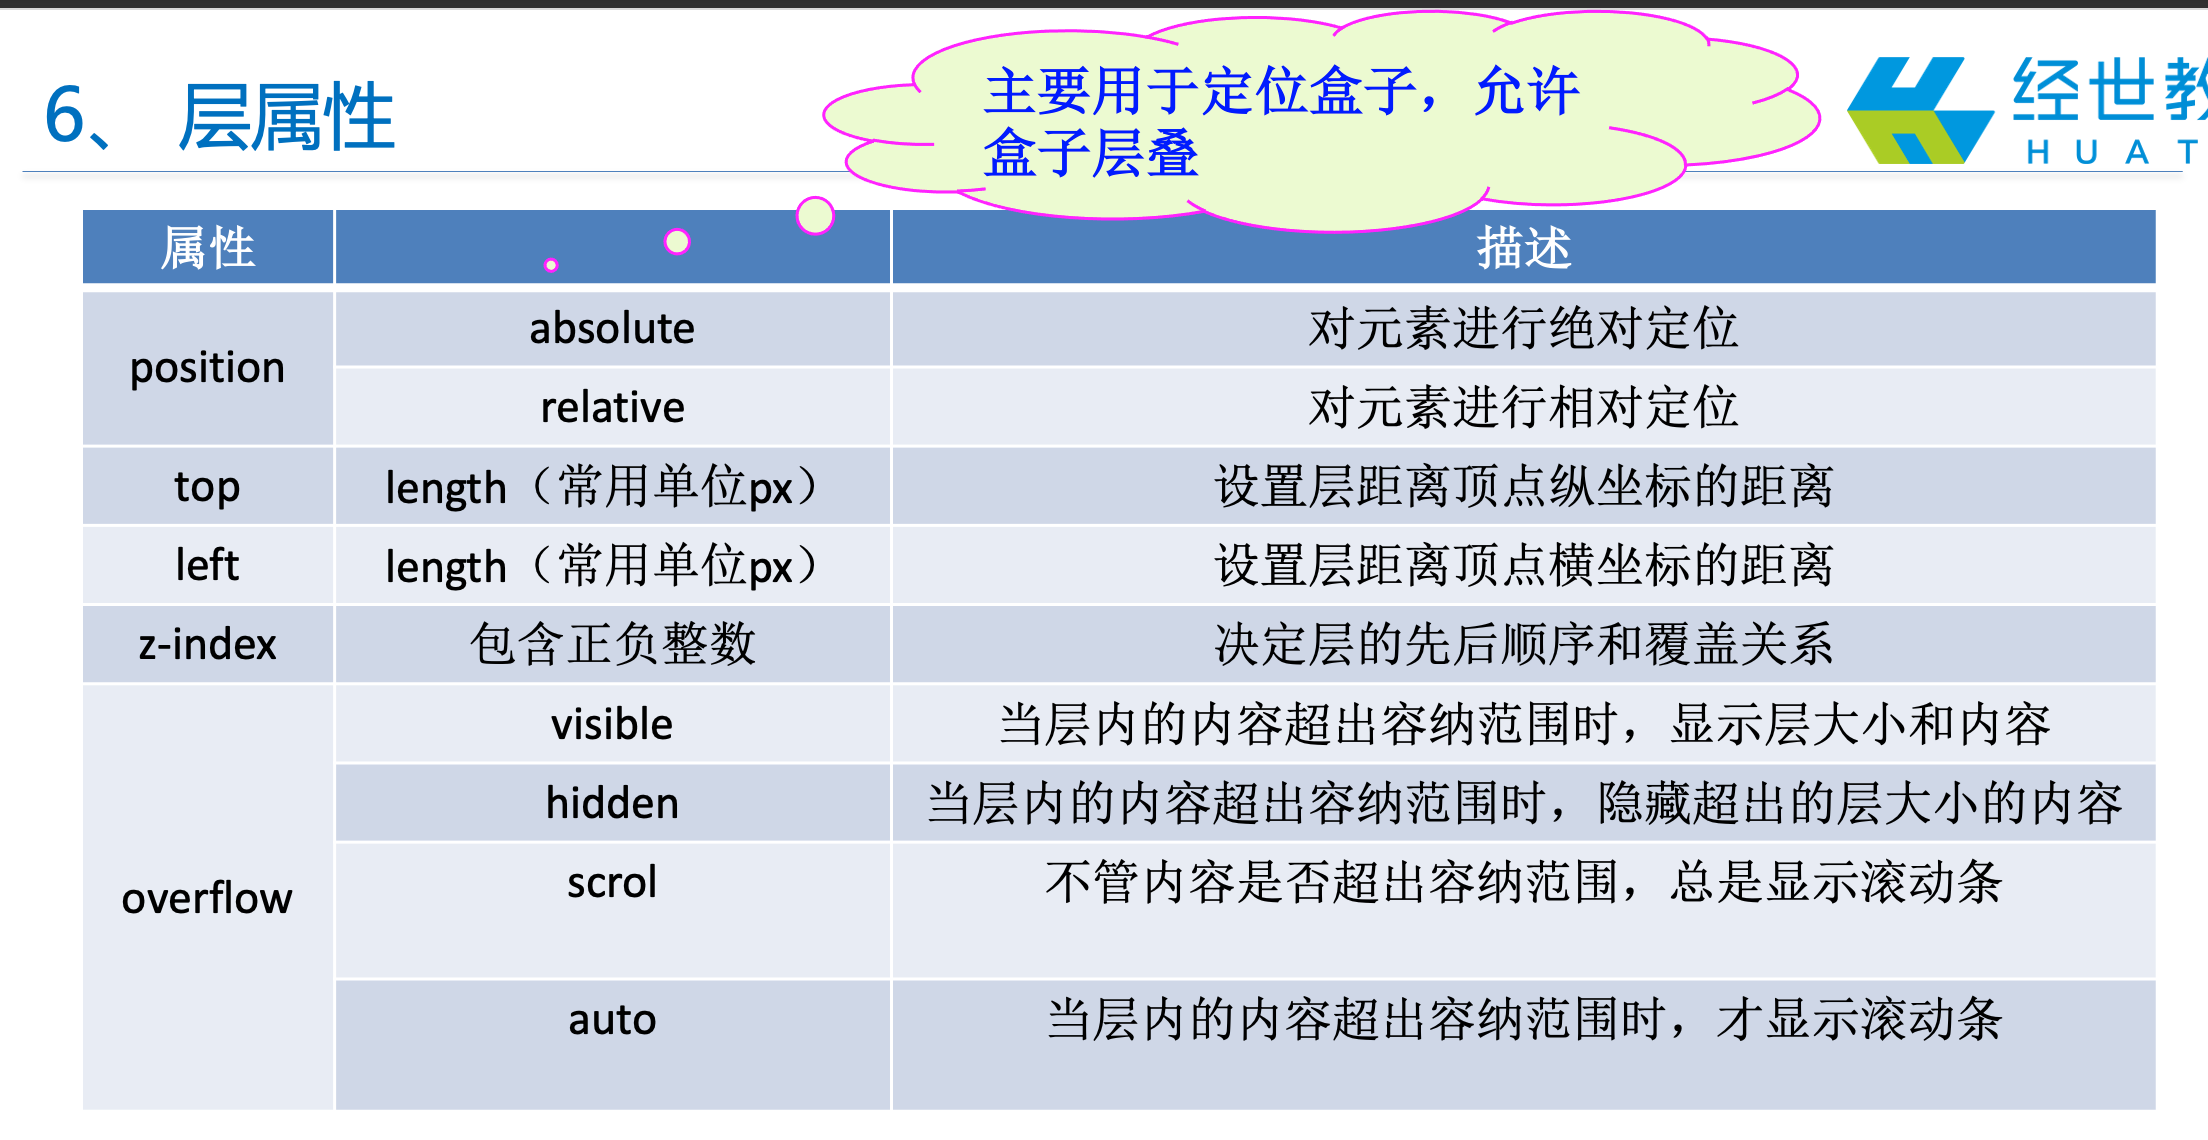 6、 层属性
主要用于定位盒子，允许
盒子层叠
经世教
HUAT
属性 描述
position
absolute 对元素进行绝对定位
relative 对元素进行相对定位
top length（常用单位px） 设置层距离顶点纵坐标的距离
left length（常用单位px） 设置层距离顶点横坐标的距离
z-index 包含正负整数 决定层的先后顺序和覆盖关系
overflow
visible 当层内的内容超出容纳范围时，显示层大小和内容
hidden 当层内的内容超出容纳范围时，隐藏超出的层大小的内容
scrol 不管内容是否超出容纳范围，总是显示滚动条
auto 当层内的内容超出容纳范围时，才显示滚动条